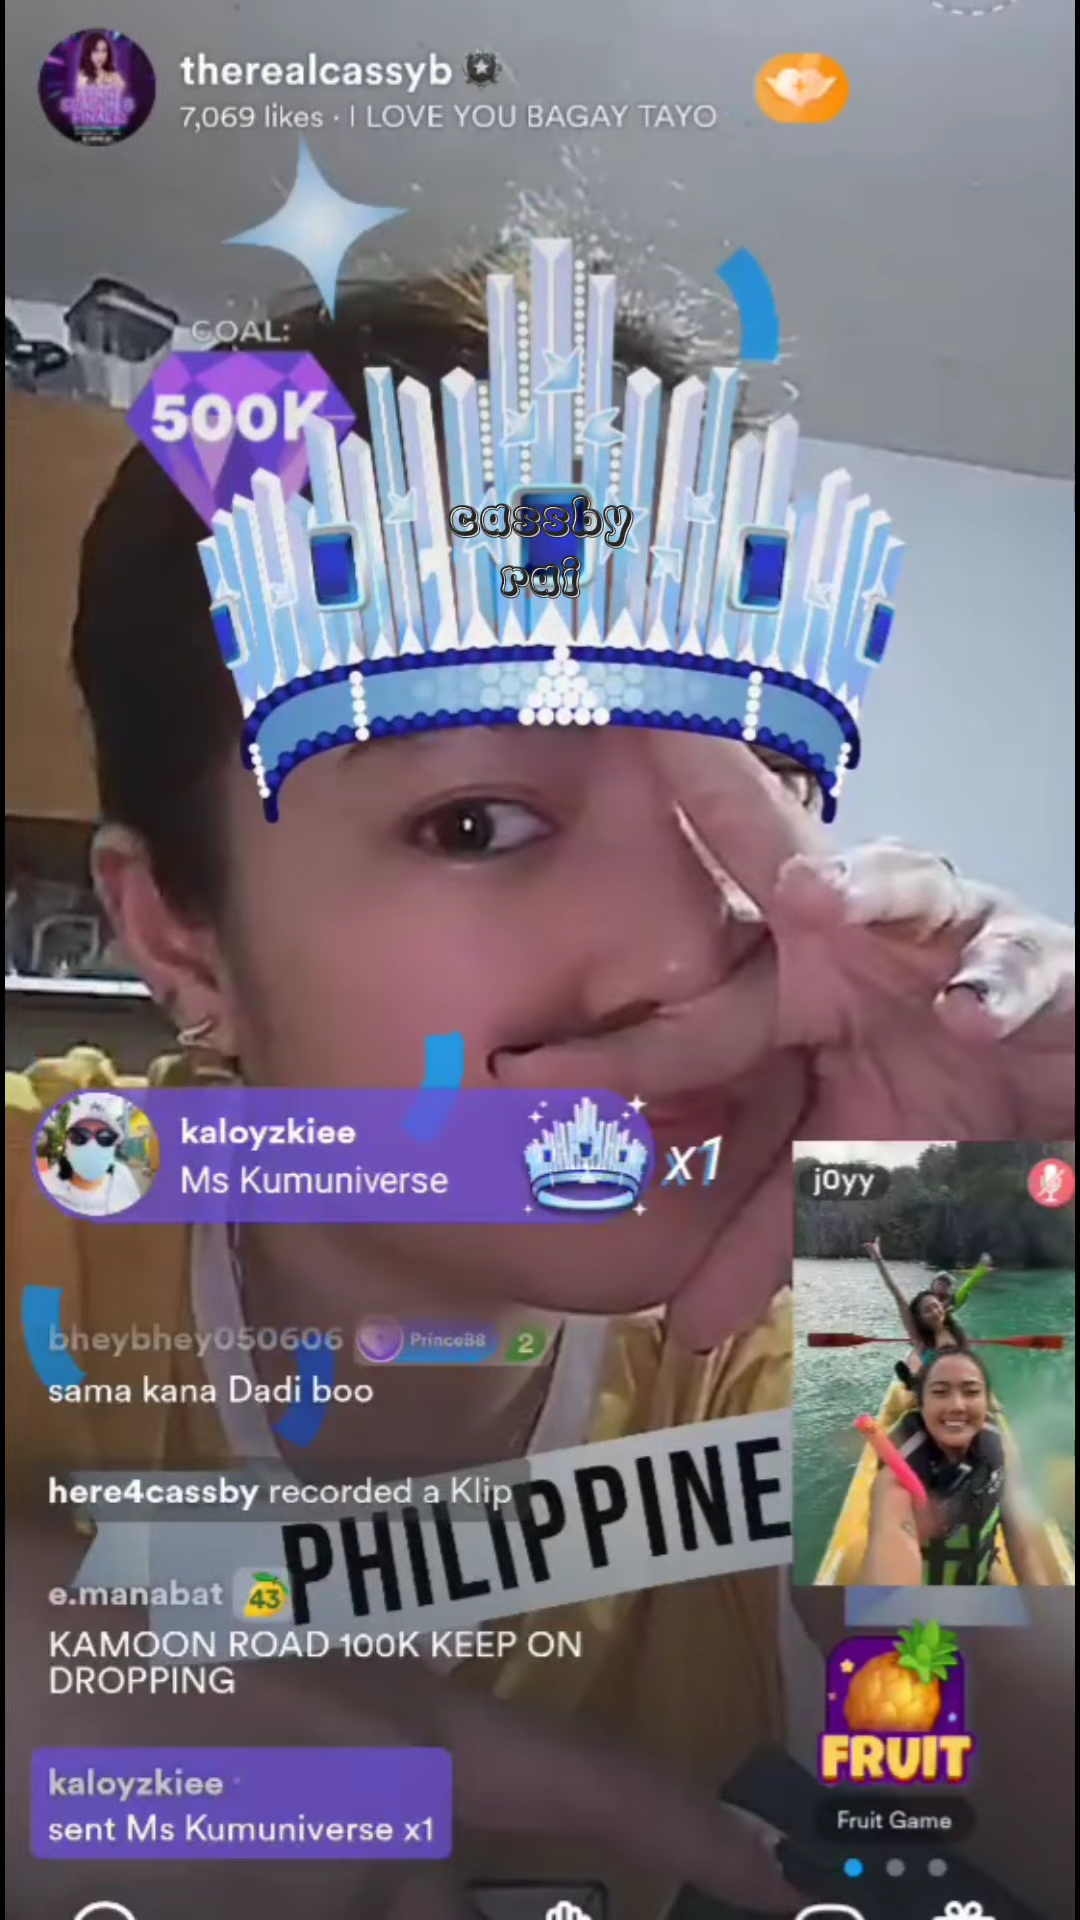 therealcassyb
7,069 likes · I LOVE YOU BAGAY TAYO
GOAL:
500K
cassby
rai
kaloyzkiee
Ms Kumuniverse
x1
j0yy
bheybhey050606 PrinceB8 2
sama kana Dadi boo
here4cassby recorded a Klip
PHILIPPINE
e.manabat 43
KAMOON ROAD 100K KEEP ON
DROPPING
kaloyzkiee
sent Ms Kumuniverse x1
FRUIT
Fruit Game